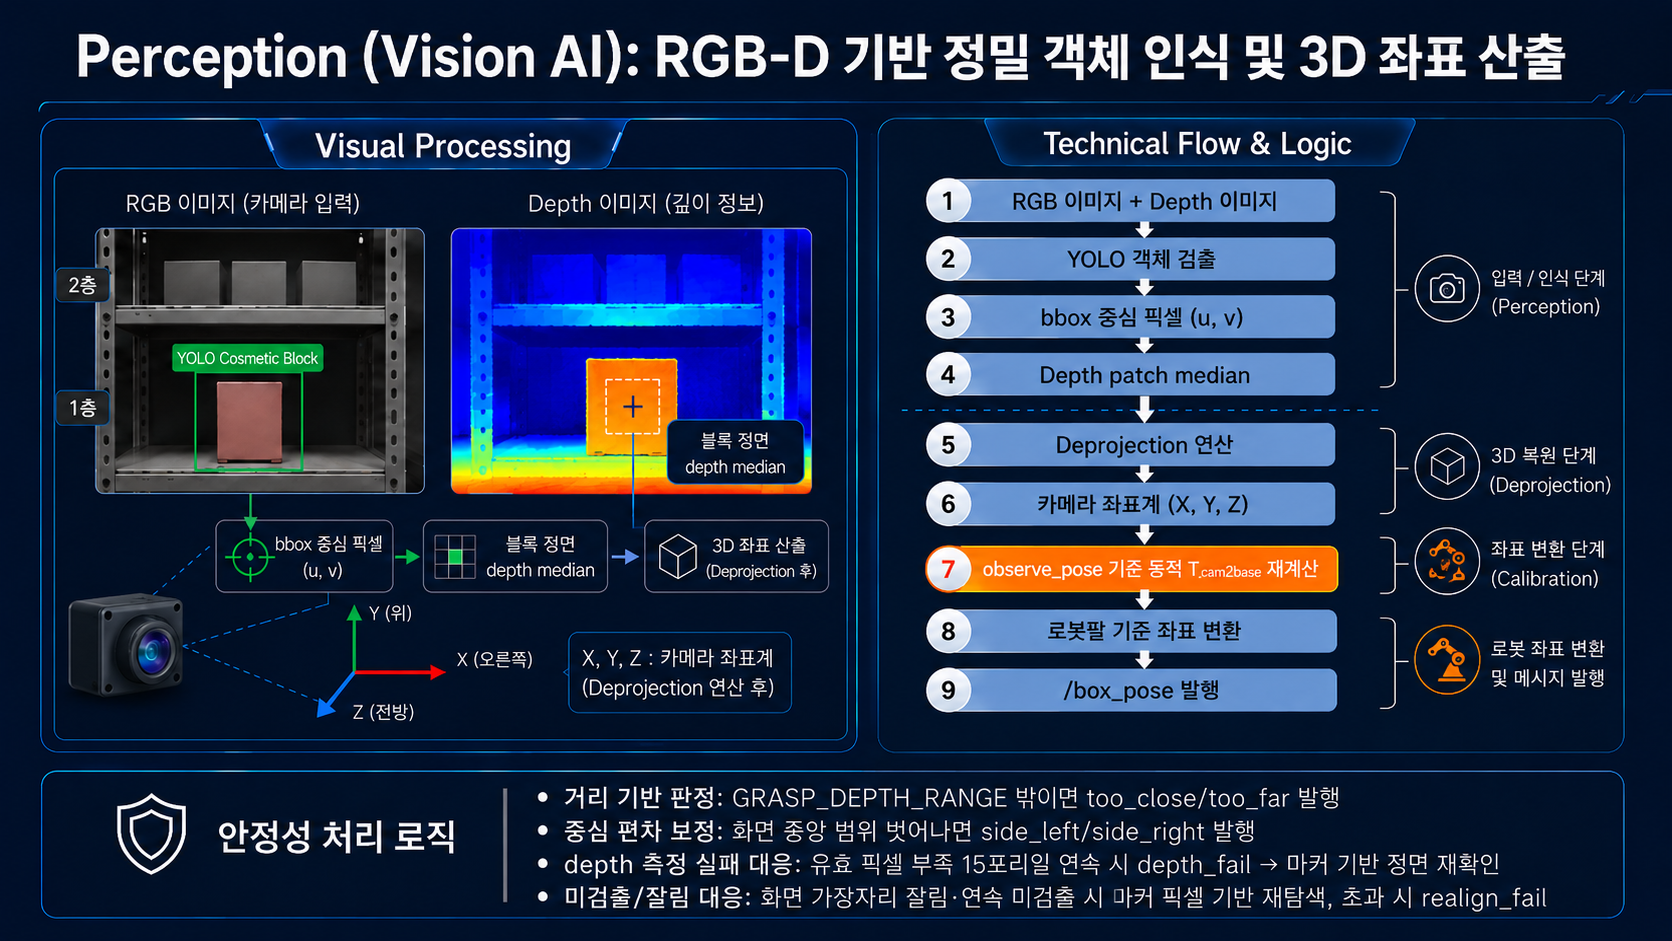 Perception (Vision AI): RGB-D 기반 정밀 객체 인식 및 3D 좌표 산출
Visual Processing
RGB 이미지 (카메라 입력)
Depth 이미지 (깊이 정보)
2층
YOLO Cosmetic Block
1층
블록 정면
depth median
bbox 중심 픽셀
(u, v)
블록 정면
depth median
3D 좌표 산출
(Deprojection 후)
Y (위)
X (오른쪽)
Z (전방)
X, Y, Z : 카메라 좌표계
(Deprojection 연산 후)
Technical Flow & Logic
1 RGB 이미지 + Depth 이미지
2 YOLO 객체 검출
3 bbox 중심 픽셀 (u, v)
4 Depth patch median
입력 / 인식 단계
(Perception)
5 Deprojection 연산
6 카메라 좌표계 (X, Y, Z)
3D 복원 단계
(Deprojection)
7 observe_pose 기준 동적 T_cam2base 재계산
좌표 변환 단계
(Calibration)
8 로봇팔 기준 좌표 변환
9 /box_pose 발행
로봇 좌표 변환
및 메시지 발행
안정성 처리 로직
• 거리 기반 판정: GRASP_DEPTH_RANGE 밖이면 too_close/too_far 발행
• 중심 편차 보정: 화면 중앙 범위 벗어나면 side_left/side_right 발행
• depth 측정 실패 대응: 유효 픽셀 부족 15포리일 연속 시 depth_fail → 마커 기반 정면 재확인
• 미검출/잘림 대응: 화면 가장자리 잘림·연속 미검출 시 마커 픽셀 기반 재탐색, 초과 시 realign_fail